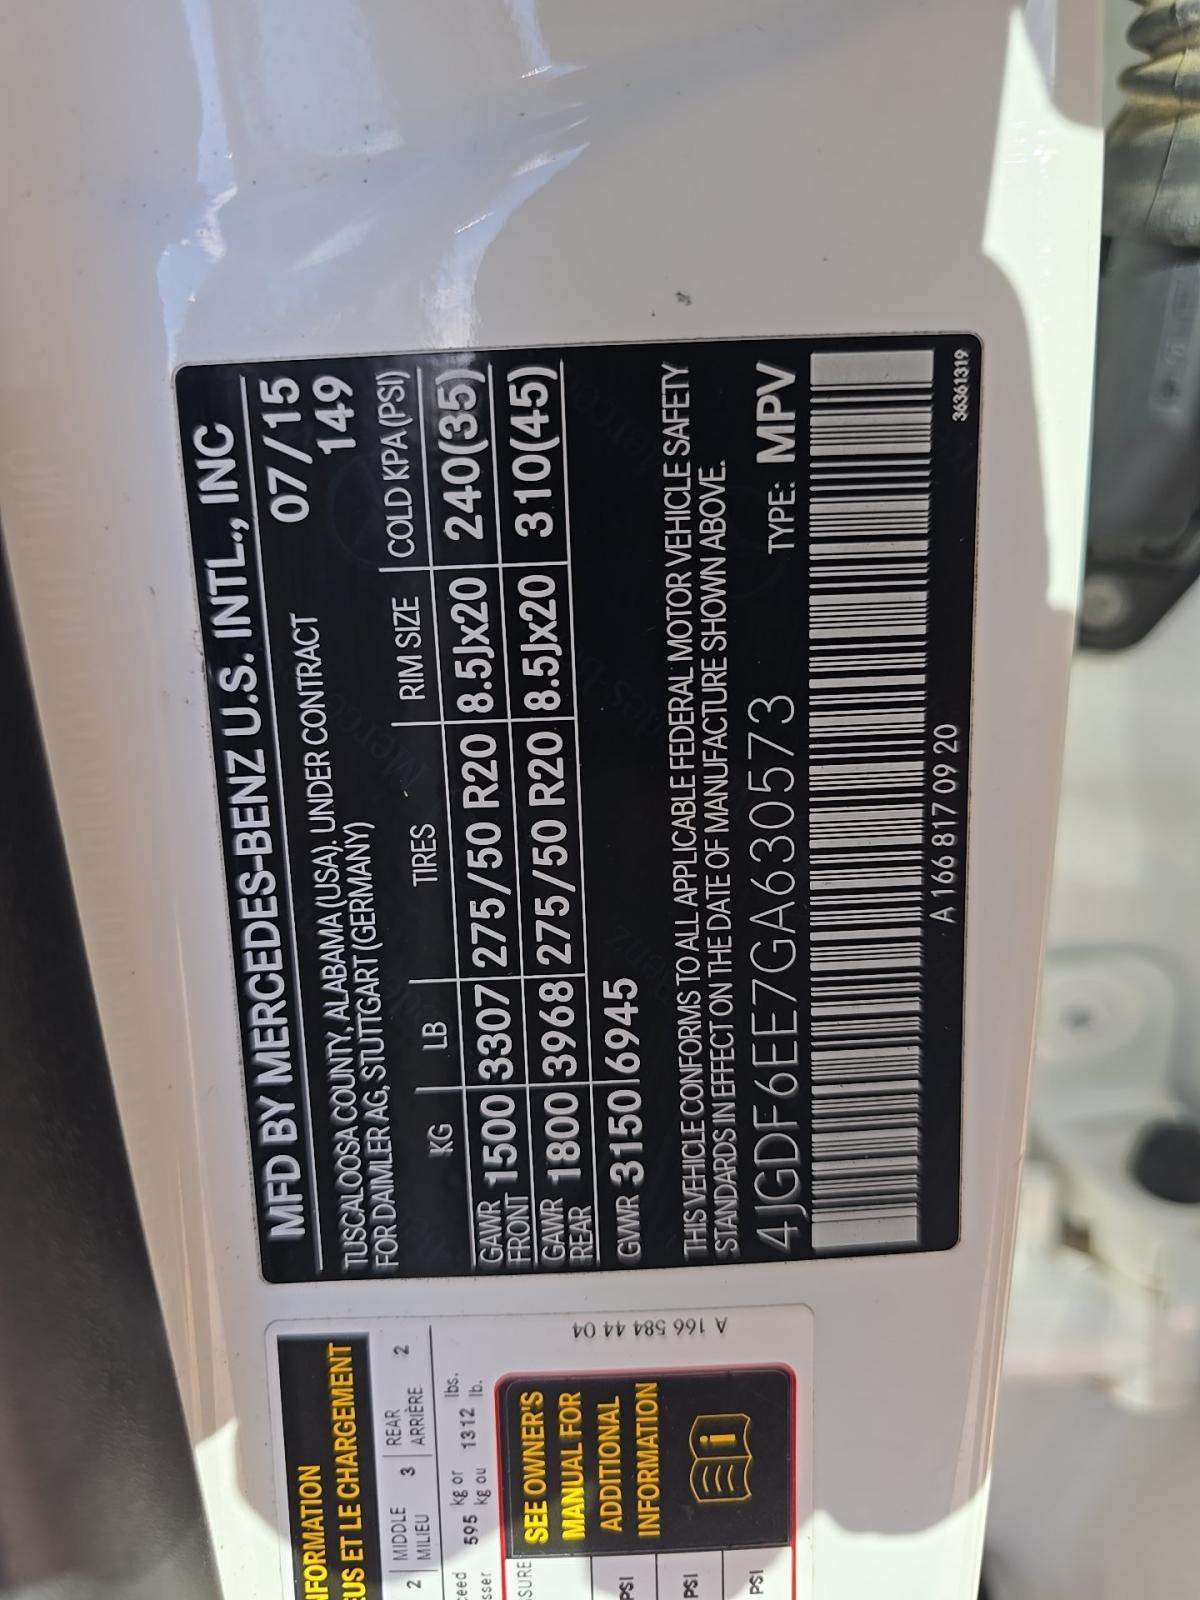 MFD BY MERCEDES-BENZ U.S. INTL., INC
TUSCALOOSA COUNTY, ALABAMA (USA). UNDER CONTRACT 07/15
FOR DAIMLER AG, STUTTGART (GERMANY) 149
KG LB TIRES RIM SIZE COLD KPA (PSI)
GAWR FRONT 1500 3307 275/50 R20 8.5Jx20 240(35)
GAWR REAR 1800 3968 275/50 R20 8.5Jx20 310(45)
GVWR 3150 6945
THIS VEHICLE CONFORMS TO ALL APPLICABLE FEDERAL MOTOR VEHICLE SAFETY
STANDARDS IN EFFECT ON THE DATE OF MANUFACTURE SHOWN ABOVE.
4JGDF6EE7GA630573 TYPE: MPV
A 166 817 09 20
36361319
ET LE CHARGEMENT
2 MIDDLE 3 REAR 2
MILIEU ARRIÈRE
595 kg or 1312 lbs.
kg ou lb.
SEE OWNER'S
MANUAL FOR
ADDITIONAL
INFORMATION
PSI
PSI
PSI
A 166 584 44 04